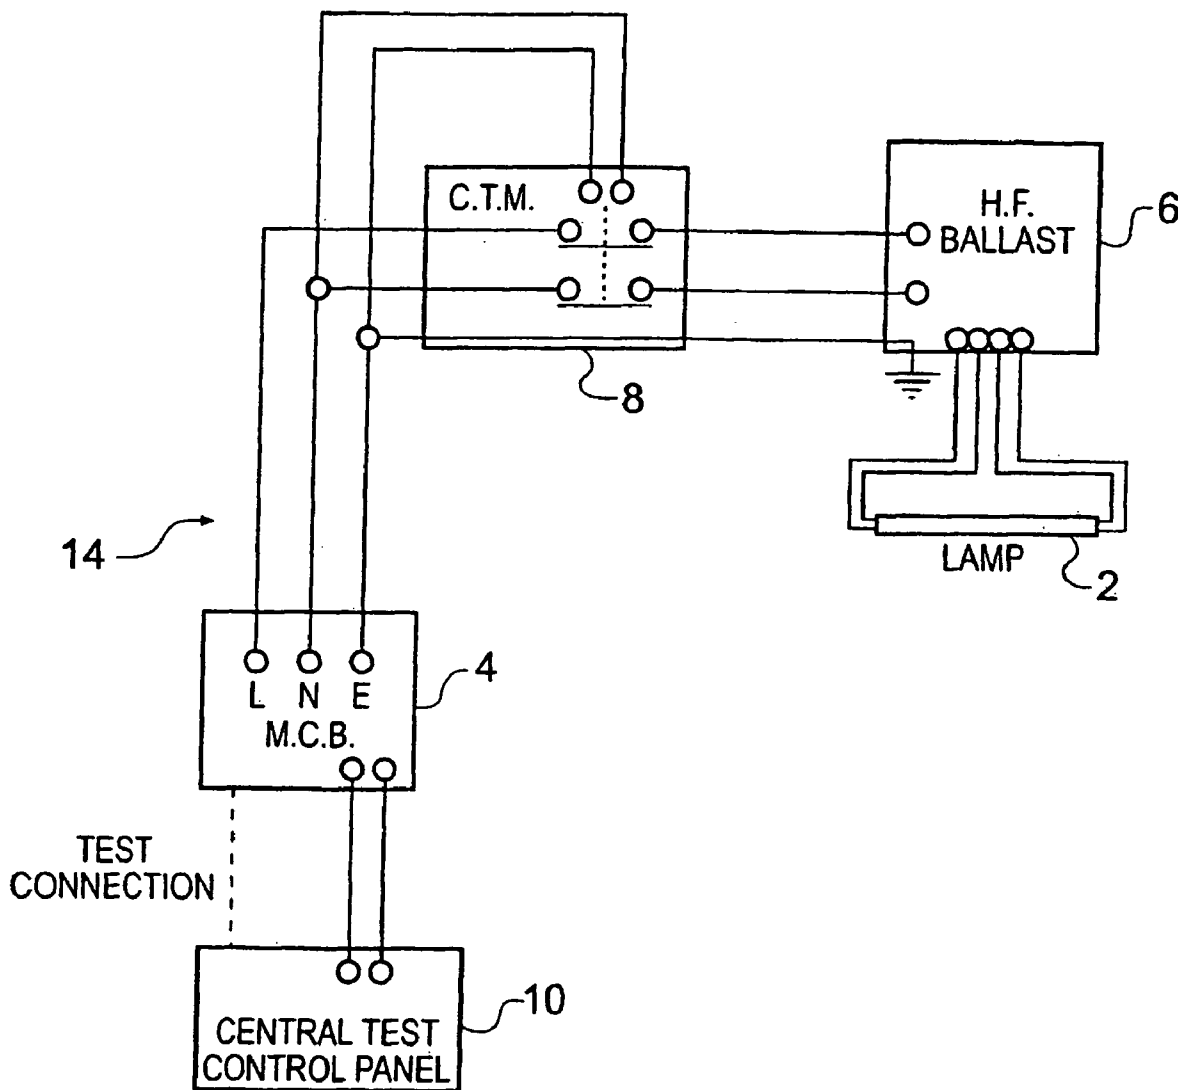 C.T.M.
H.F.
BALLAST
6
8
14
LAMP
2
L N E
M.C.B.
4
TEST
CONNECTION
10
CENTRAL TEST
CONTROL PANEL